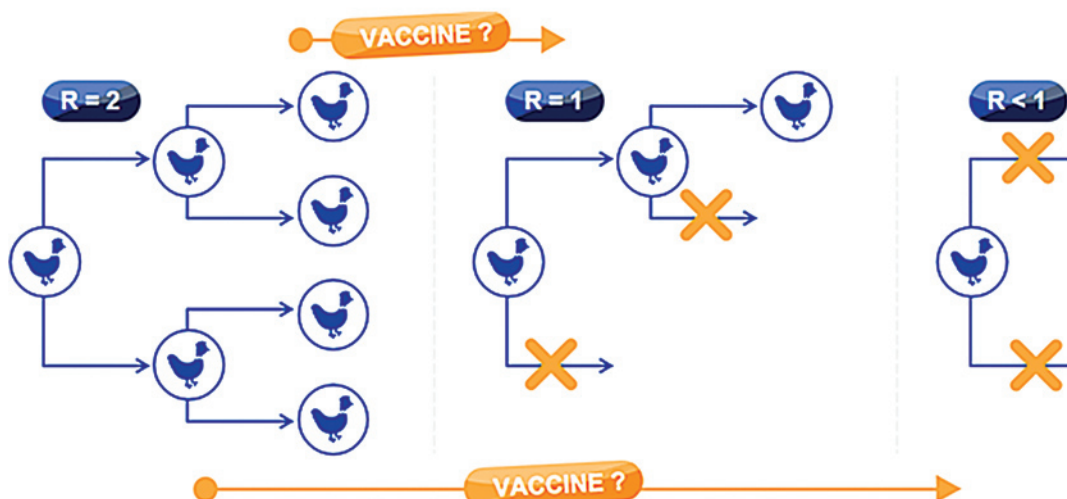 VACCINE ?
R = 2
R = 1
R < 1
VACCINE ?